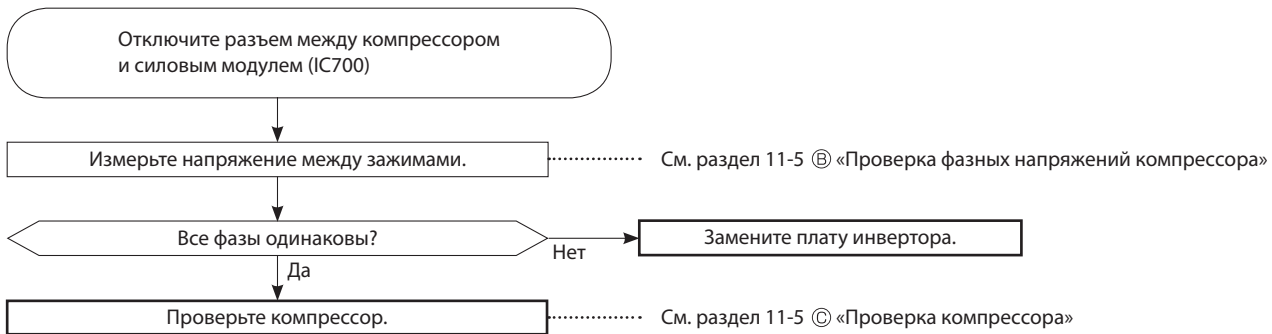 Отключите разъем между компрессором
и силовым модулем (IC700)
Измерьте напряжение между зажимами.
См. раздел 11-5 Ⓑ «Проверка фазных напряжений компрессора»
Все фазы одинаковы?
Нет
Замените плату инвертора.
Да
Проверьте компрессор.
См. раздел 11-5 Ⓒ «Проверка компрессора»